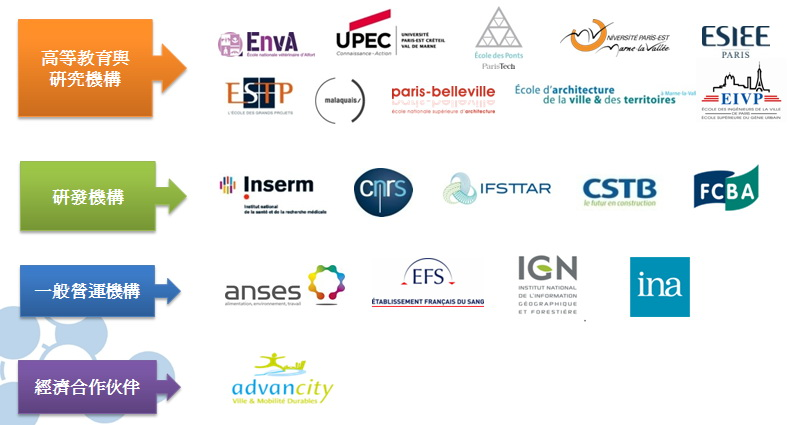 高等教育與
研究機構
EnvA
École nationale vétérinaire d'Alfort
UPEC
Connaissance - Action
UNIVERSITÉ
PARIS-EST CRÉTEIL
VAL DE MARNE
École des Ponts
ParisTech
UNIVERSITÉ PARIS-EST
Marne-la-Vallée
ESIEE
PARIS
ESTP
L'ÉCOLE DES GRANDS PROJETS
malaquais
paris-belleville
école nationale supérieure d'architecture
École d'architecture
de la ville & des territoires
à Marne-la-Val
EIVP
ÉCOLE DES INGÉNIEURS DE LA VILLE
DE PARIS
ÉCOLE SUPÉRIEURE DU GÉNIE URBAIN
研發機構
Inserm
Institut national
de la santé et de la recherche médicale
cnrs
IFSTTAR
CSTB
le futur en construction
FCBA
一般營運機構
anses
alimentation, environnement, travail
EFS
ÉTABLISSEMENT FRANÇAIS DU SANG
IGN
INSTITUT NATIONAL
DE L'INFORMATION
GÉOGRAPHIQUE
ET FORESTIÈRE
ina
經濟合作伙伴
advancity
Ville & Mobilité Durables